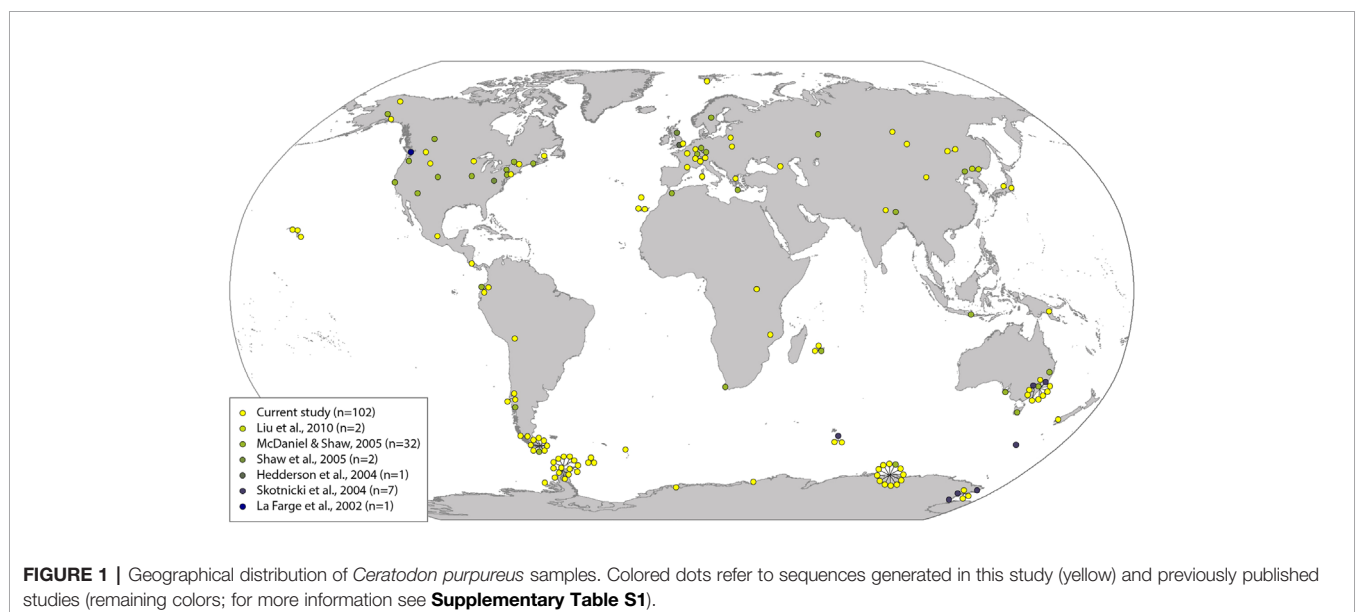 Current study (n=102)
Liu et al., 2010 (n=2)
McDaniel & Shaw, 2005 (n=32)
Shaw et al., 2005 (n=2)
Hedderson et al., 2004 (n=1)
Skotnicki et al., 2004 (n=7)
La Farge et al., 2002 (n=1)
FIGURE 1 | Geographical distribution of Ceratodon purpureus samples. Colored dots refer to sequences generated in this study (yellow) and previously published
studies (remaining colors; for more information see Supplementary Table S1).